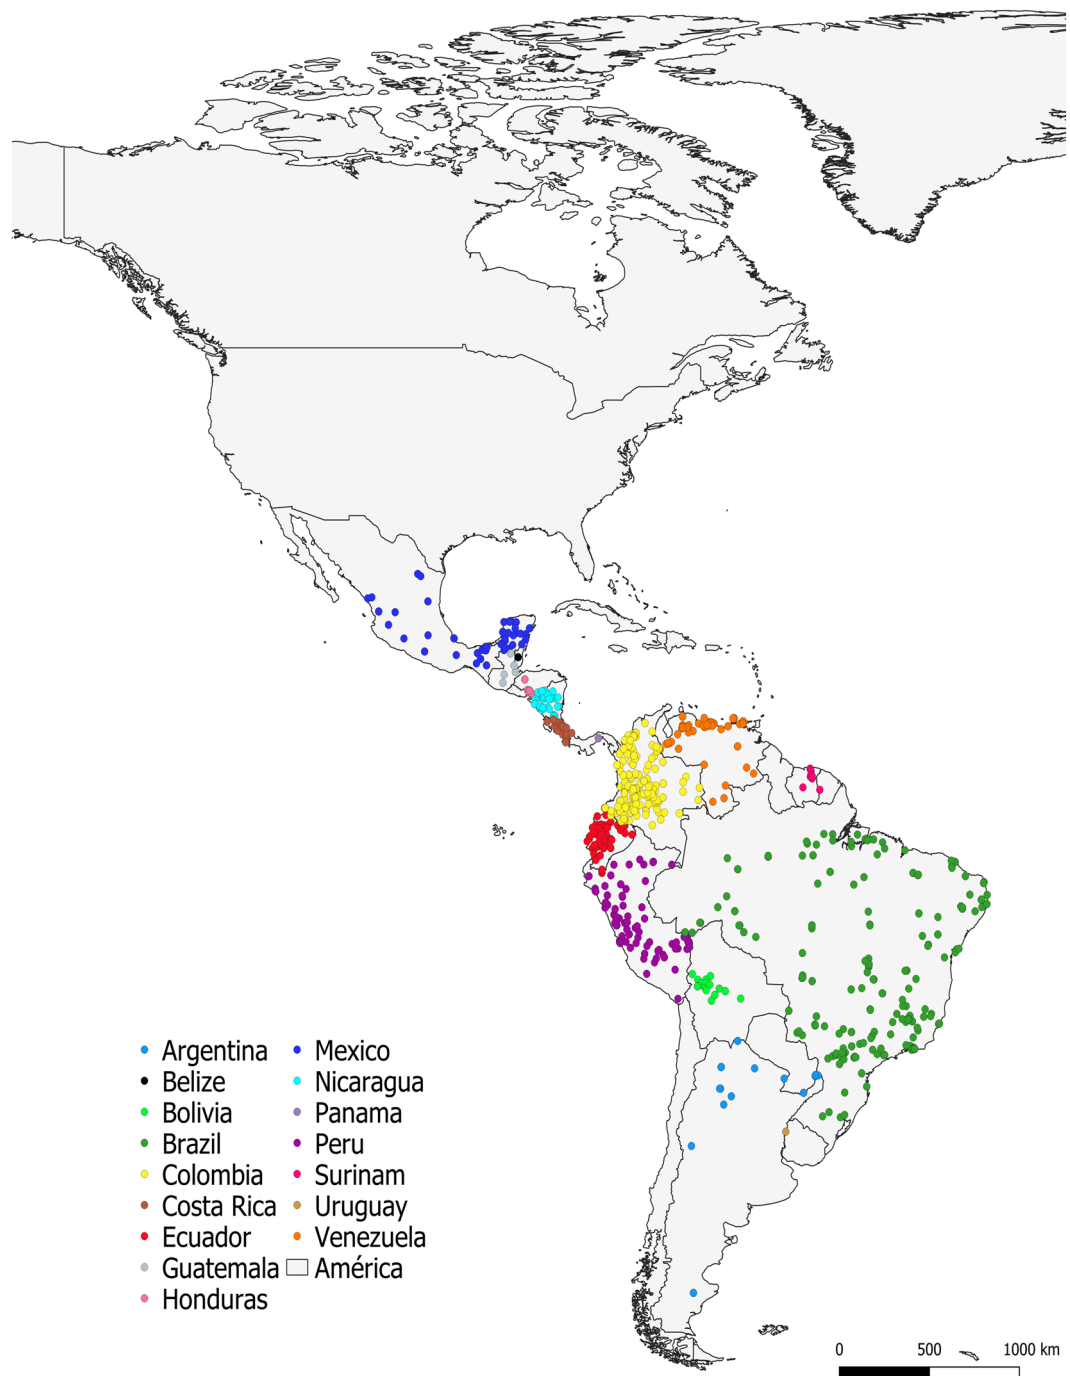 Argentina
Belize
Bolivia
Brazil
Colombia
Costa Rica
Ecuador
Guatemala
Honduras
Mexico
Nicaragua
Panama
Peru
Surinam
Uruguay
Venezuela
América
0 500 1000 km